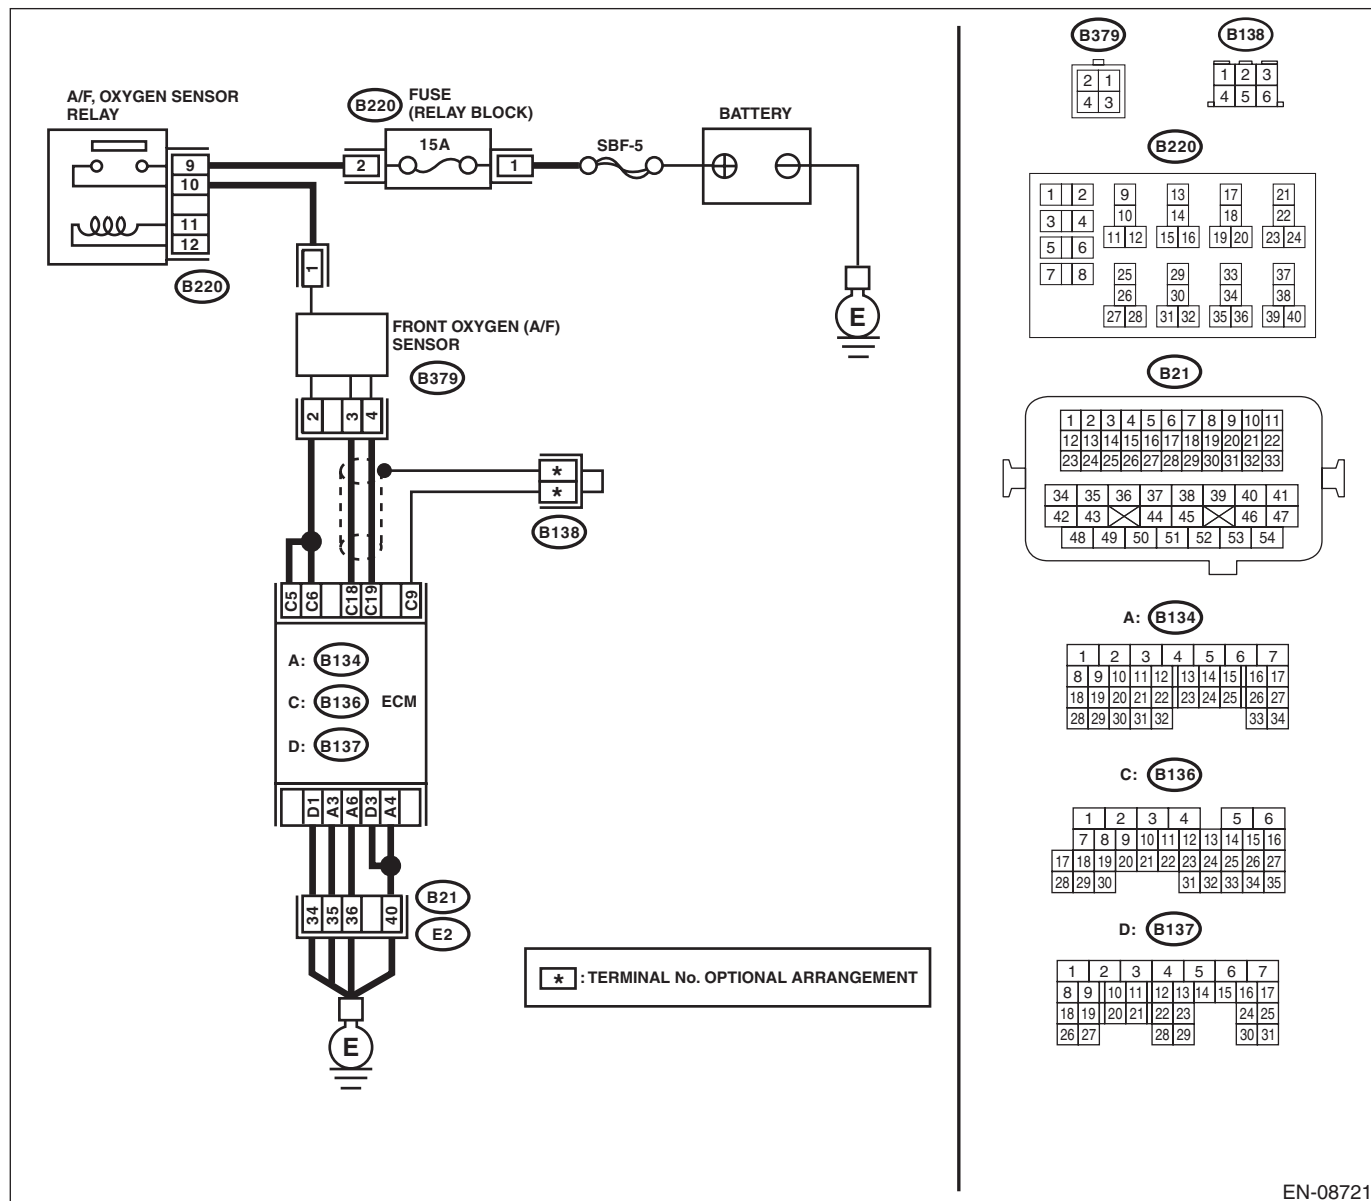 A/F, OXYGEN SENSOR
RELAY
9
10
11
12
B220
B220
FUSE
(RELAY BLOCK)
2
15A
1
SBF-5
BATTERY
E
1
FRONT OXYGEN (A/F)
SENSOR
B379
2 3 4
*
*
B138
C5 C6 C18 C19 C9
A: B134
C: B136 ECM
D: B137
D1 A3 A6 D3 A4
34 35 36 40
B21
E2
E
* : TERMINAL No. OPTIONAL ARRANGEMENT
B379
2 1
4 3
B138
1 2 3
4 5 6
B220
1 2 9 13 17 21
3 4 10 14 18 22
11 12 15 16 19 20 23 24
5 6
7 8 25 29 33 37
26 30 34 38
27 28 31 32 35 36 39 40
B21
1 2 3 4 5 6 7 8 9 10 11
12 13 14 15 16 17 18 19 20 21 22
23 24 25 26 27 28 29 30 31 32 33
34 35 36 37 38 39 40 41
42 43 44 45 46 47
48 49 50 51 52 53 54
A: B134
1 2 3 4 5 6 7
8 9 10 11 12 13 14 15 16 17
18 19 20 21 22 23 24 25 26 27
28 29 30 31 32 33 34
C: B136
1 2 3 4 5 6
7 8 9 10 11 12 13 14 15 16
17 18 19 20 21 22 23 24 25 26 27
28 29 30 31 32 33 34 35
D: B137
1 2 3 4 5 6 7
8 9 10 11 12 13 14 15 16 17
18 19 20 21 22 23 24 25
26 27 28 29 30 31
EN-08721